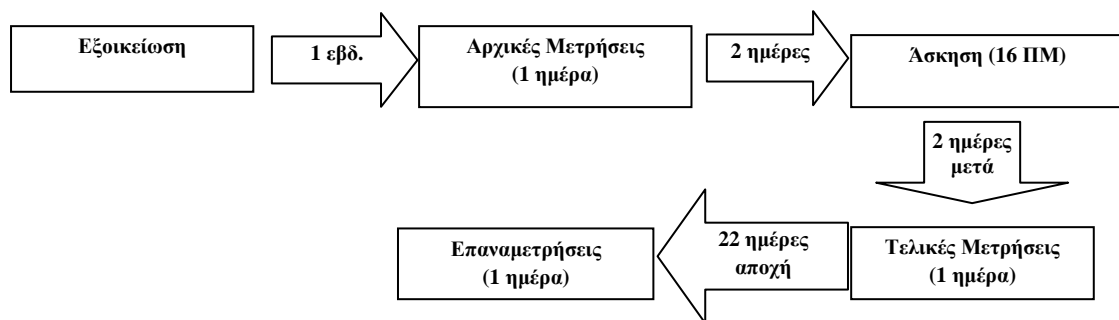 Εξοικείωση
1 εβδ.
Αρχικές Μετρήσεις
(1 ημέρα)
2 ημέρες
Άσκηση (16 ΠΜ)
2 ημέρες
μετά
Τελικές Μετρήσεις
(1 ημέρα)
22 ημέρες
αποχή
Επαναμετρήσεις
(1 ημέρα)